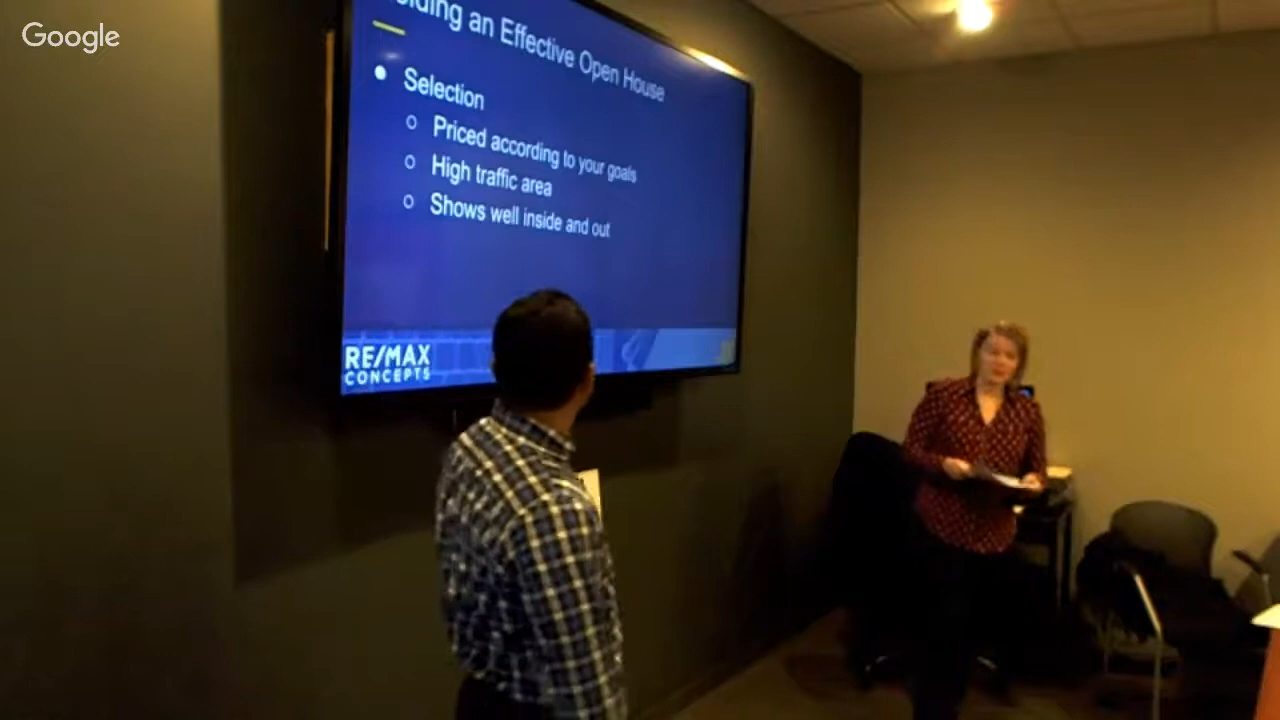 Google
an Effective Open House
Selection
Priced according to your goals
High traffic area
Shows well inside and out
RE/MAX
CONCEPTS